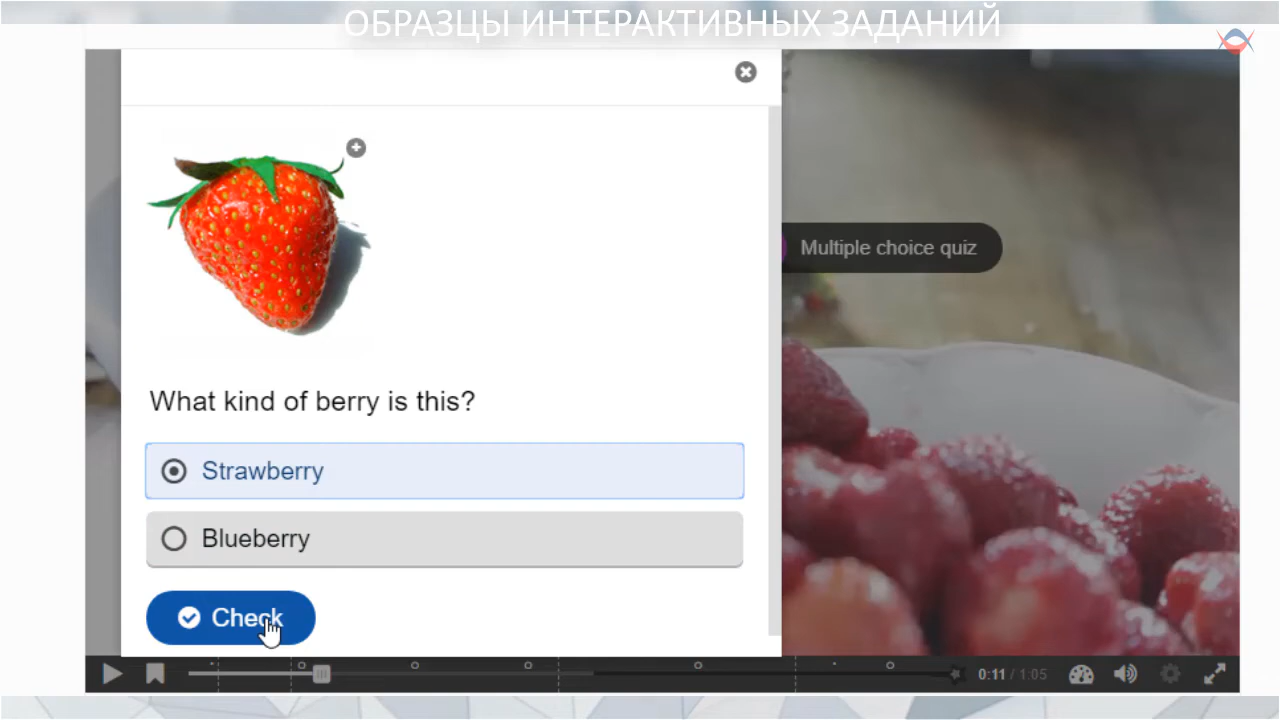 ОБРАЗЦЫ ИНТЕРАКТИВНЫХ ЗАДАНИЙ
Multiple choice quiz
What kind of berry is this?
Strawberry
Blueberry
Check
0:11 / 1:05